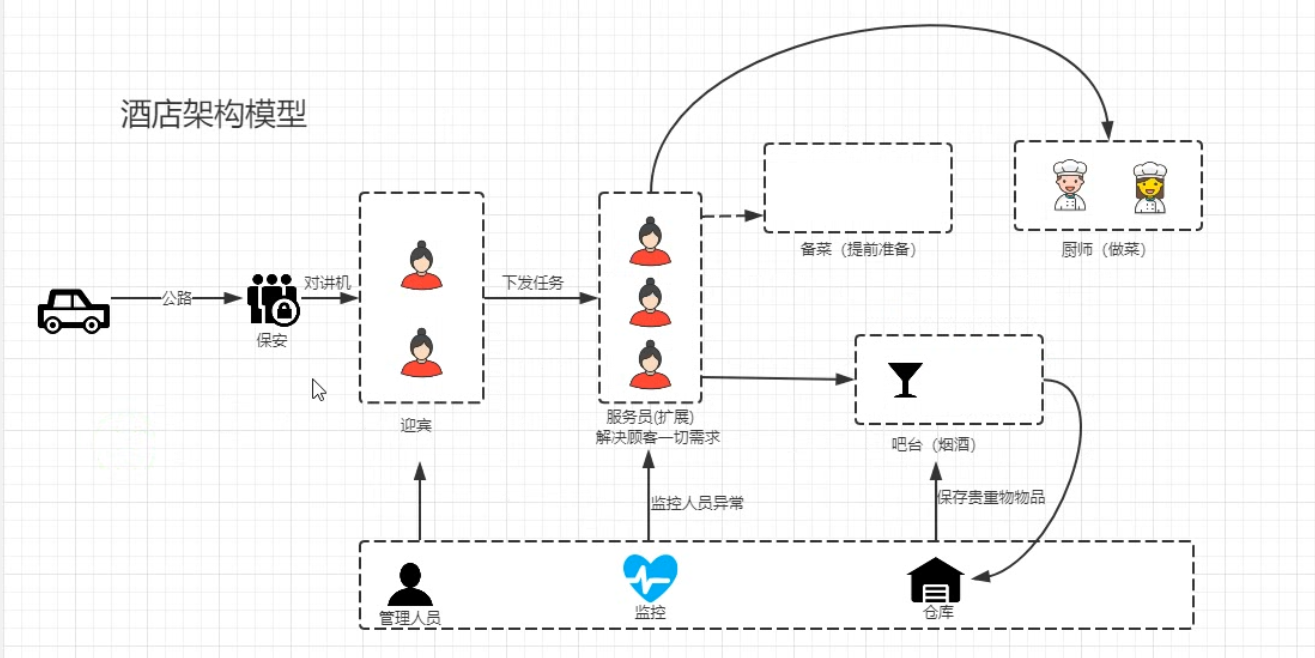 酒店架构模型
备菜（提前准备）
厨师（做菜）
公路
对讲机
下发任务
保安
迎宾
服务员(扩展)
解决顾客一切需求
吧台（烟酒）
监控人员异常
保存贵重物物品
管理人员
监控
仓库